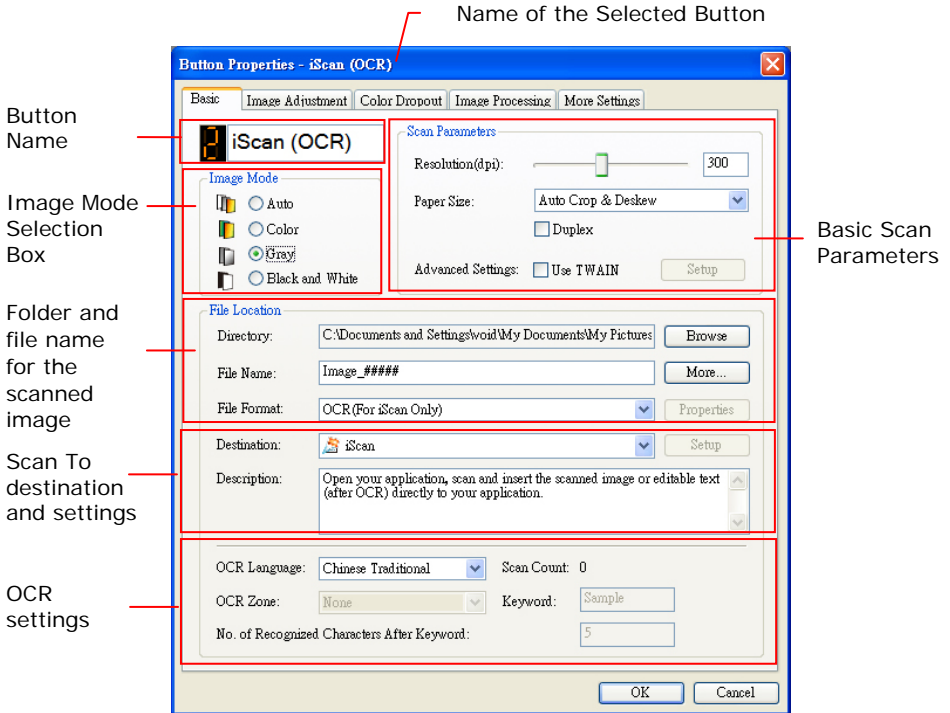 Name of the Selected Button
Button Properties - iScan (OCR)
Basic Image Adjustment Color Dropout Image Processing More Settings
Button
Name
2 iScan (OCR)
Image Mode
Selection
Box
Image Mode
Auto
Color
Gray
Black and White
Scan Parameters
Resolution(dpi): 300
Paper Size: Auto Crop & Deskew
Duplex
Advanced Settings: Use TWAIN Setup
Basic Scan
Parameters
Folder and
file name
for the
scanned
image
File Location
Directory: C:\Documents and Settings\void\My Documents\My Pictures Browse
File Name: Image_##### More...
File Format: OCR(For iScan Only) Properties
Scan To
destination
and settings
Destination: iScan Setup
Description: Open your application, scan and insert the scanned image or editable text
(after OCR) directly to your application.
OCR
settings
OCR Language: Chinese Traditional Scan Count: 0
OCR Zone: None Keyword: Sample
No. of Recognized Characters After Keyword: 5
OK Cancel